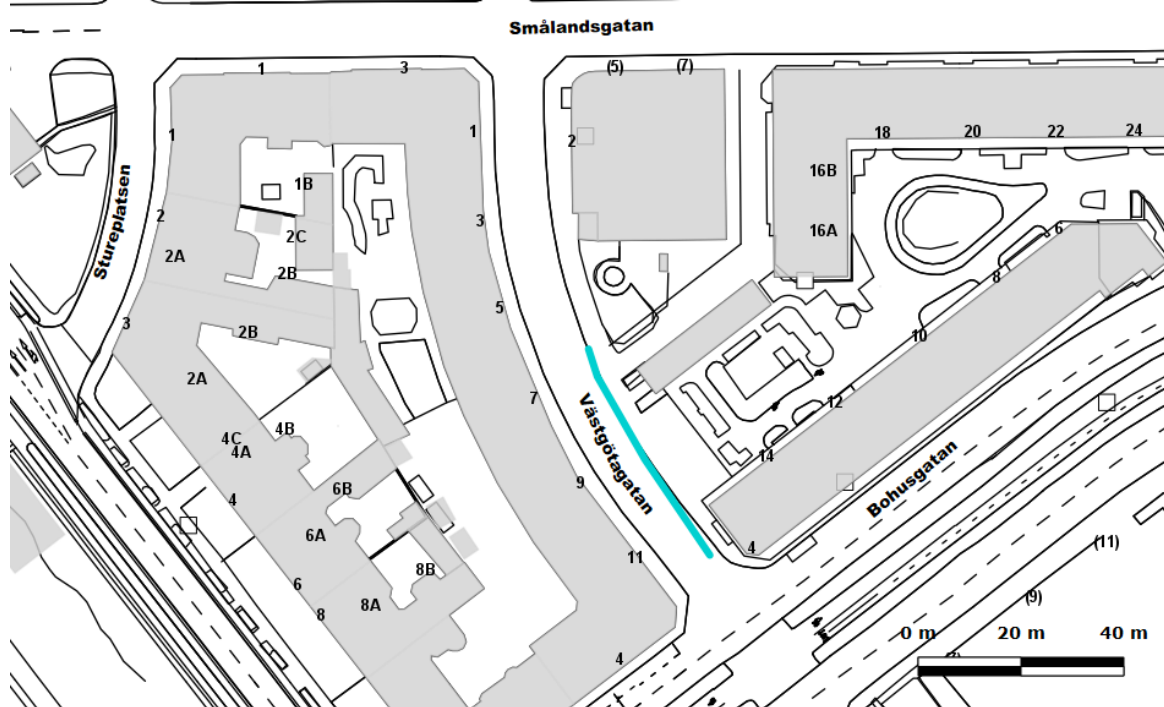 Smålandsgatan
1
3
(5)
(7)
1
1
2
18
20
22
24
1B
16B
2
2C
3
16A
6
Stureplatsen
2A
2B
8
3
2B
5
10
2A
7
12
Västgötagatan
4C
4B
4A
14
6B
9
Bohusgatan
4
6A
4
11
(11)
8B
6
8
8A
(9)
0 m
20 m
40 m
4